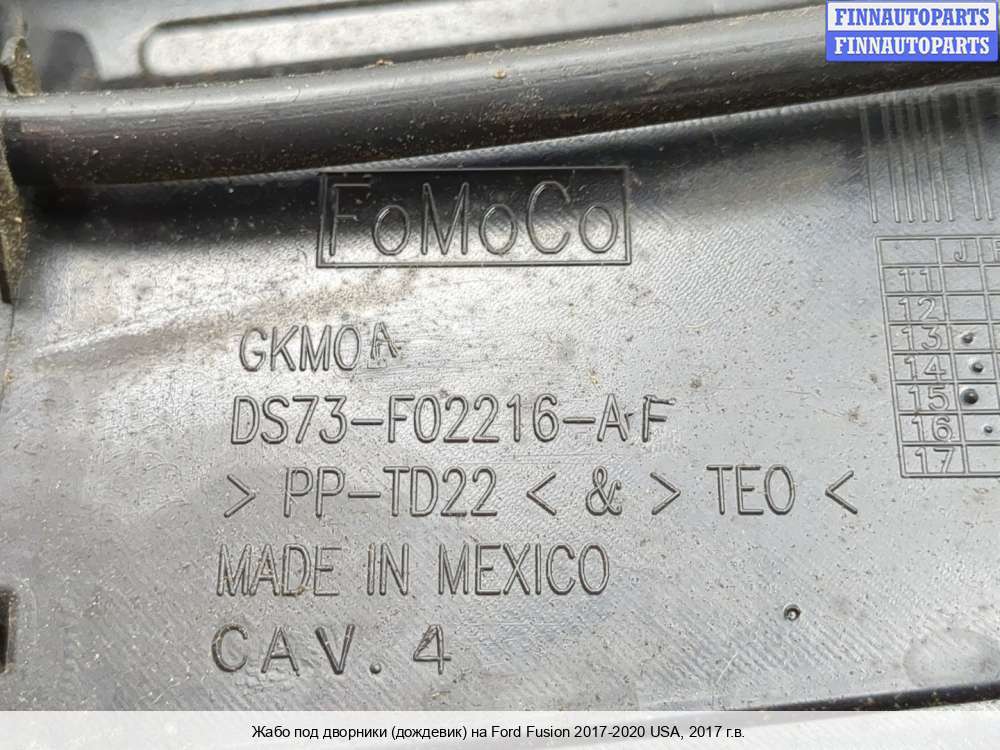 FINNAUTOPARTS
FINNAUTOPARTS
FoMoCo
J
11
12
13
14
15
16
17
GKMOA
DS73-F02216-AF
> PP-TD22 < & > TEO <
MADE IN MEXICO
CAV. 4
Жабо под дворники (дождевик) на Ford Fusion 2017-2020 USA, 2017 г.в.